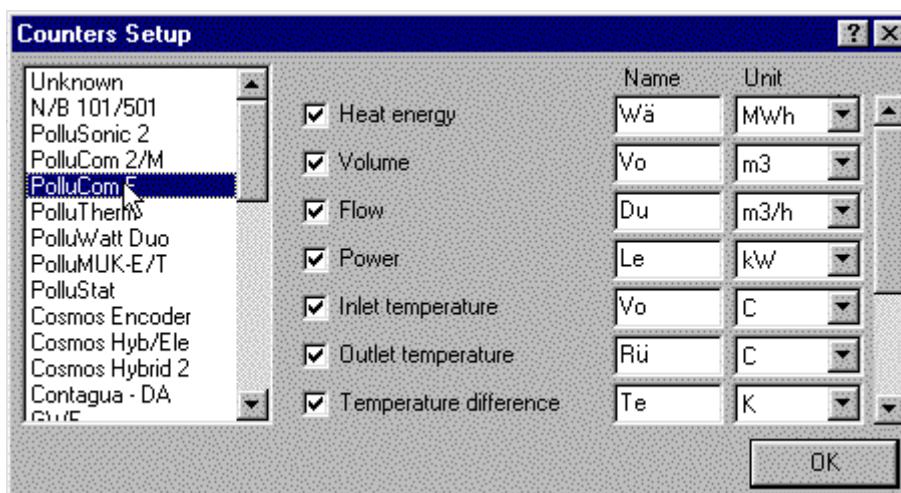 Counters Setup
Name Unit
Unknown
N/B 101/501
PolluSonic 2
PolluCom 2/M
PolluCom
PolluTherm
PolluWatt Duo
PolluMUK-E/T
PolluStat
Cosmos Encoder
Cosmos Hyb/Ele
Cosmos Hybrid 2
Contagua - DA
Heat energy Wä MWh
Volume Vo m3
Flow Du m3/h
Power Le kW
Inlet temperature Vo C
Outlet temperature Rü C
Temperature difference Te K
OK